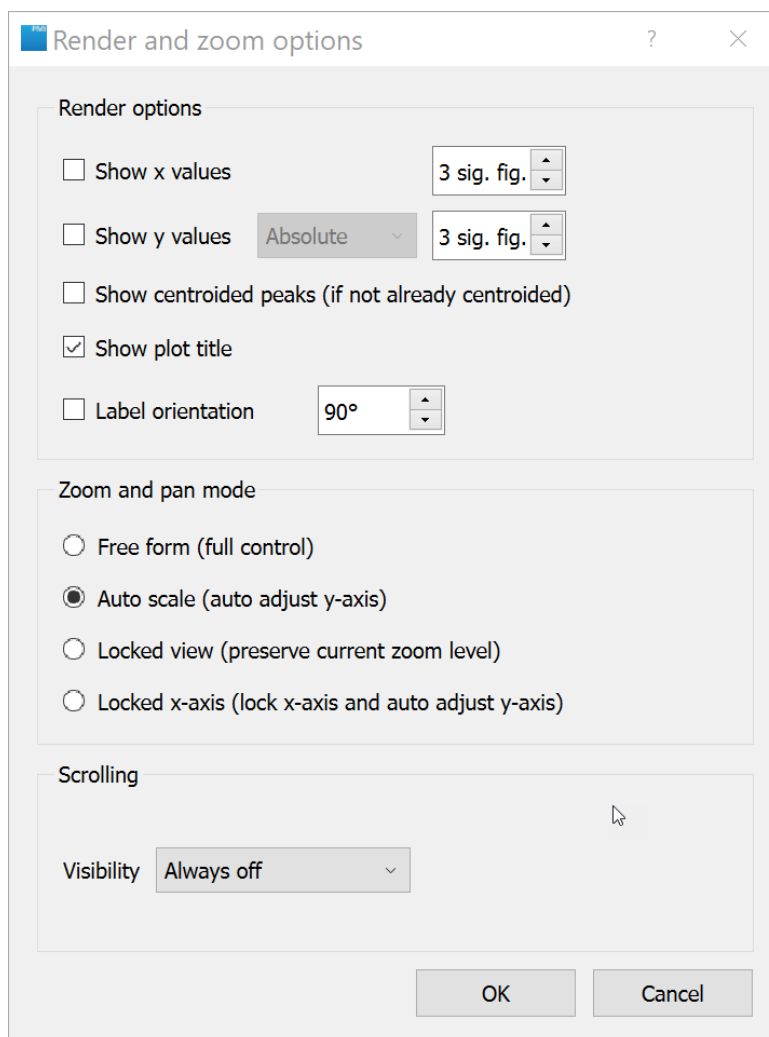 Render and zoom options ?
Render options
Show x values 3 sig. fig.
Show y values Absolute 3 sig. fig.
Show centroided peaks (if not already centroided)
Show plot title
Label orientation 90°
Zoom and pan mode
Free form (full control)
Auto scale (auto adjust y-axis)
Locked view (preserve current zoom level)
Locked x-axis (lock x-axis and auto adjust y-axis)
Scrolling
Visibility Always off
OK Cancel